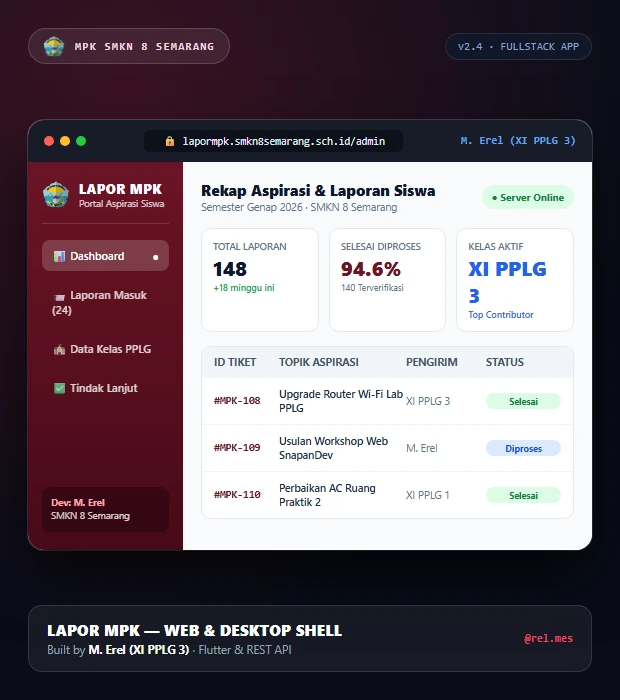 MPK SMKN 8 SEMARANG
v2.4 · FULLSTACK APP
lapormpk.smkn8semarang.sch.id/admin
M. Erel (XI PPLG 3)
LAPOR MPK
Portal Aspirasi Siswa
Dashboard
Laporan Masuk
(24)
Data Kelas PPLG
Tindak Lanjut
Dev: M. Erel
SMKN 8 Semarang
Rekap Aspirasi & Laporan Siswa
Semester Genap 2026 · SMKN 8 Semarang
● Server Online
TOTAL LAPORAN
148
+18 minggu ini
SELESAI DIPROSES
94.6%
140 Terverifikasi
KELAS AKTIF
XI PPLG
3
Top Contributor
ID TIKET TOPIK ASPIRASI PENGIRIM STATUS
#MPK-108 Upgrade Router Wi-Fi Lab XI PPLG 3 Selesai
PPLG
#MPK-109 Usulan Workshop Web M. Erel Diproses
SnapanDev
#MPK-110 Perbaikan AC Ruang XI PPLG 1 Selesai
Praktik 2
LAPOR MPK — WEB & DESKTOP SHELL
Built by M. Erel (XI PPLG 3) · Flutter & REST API
@rel.mes